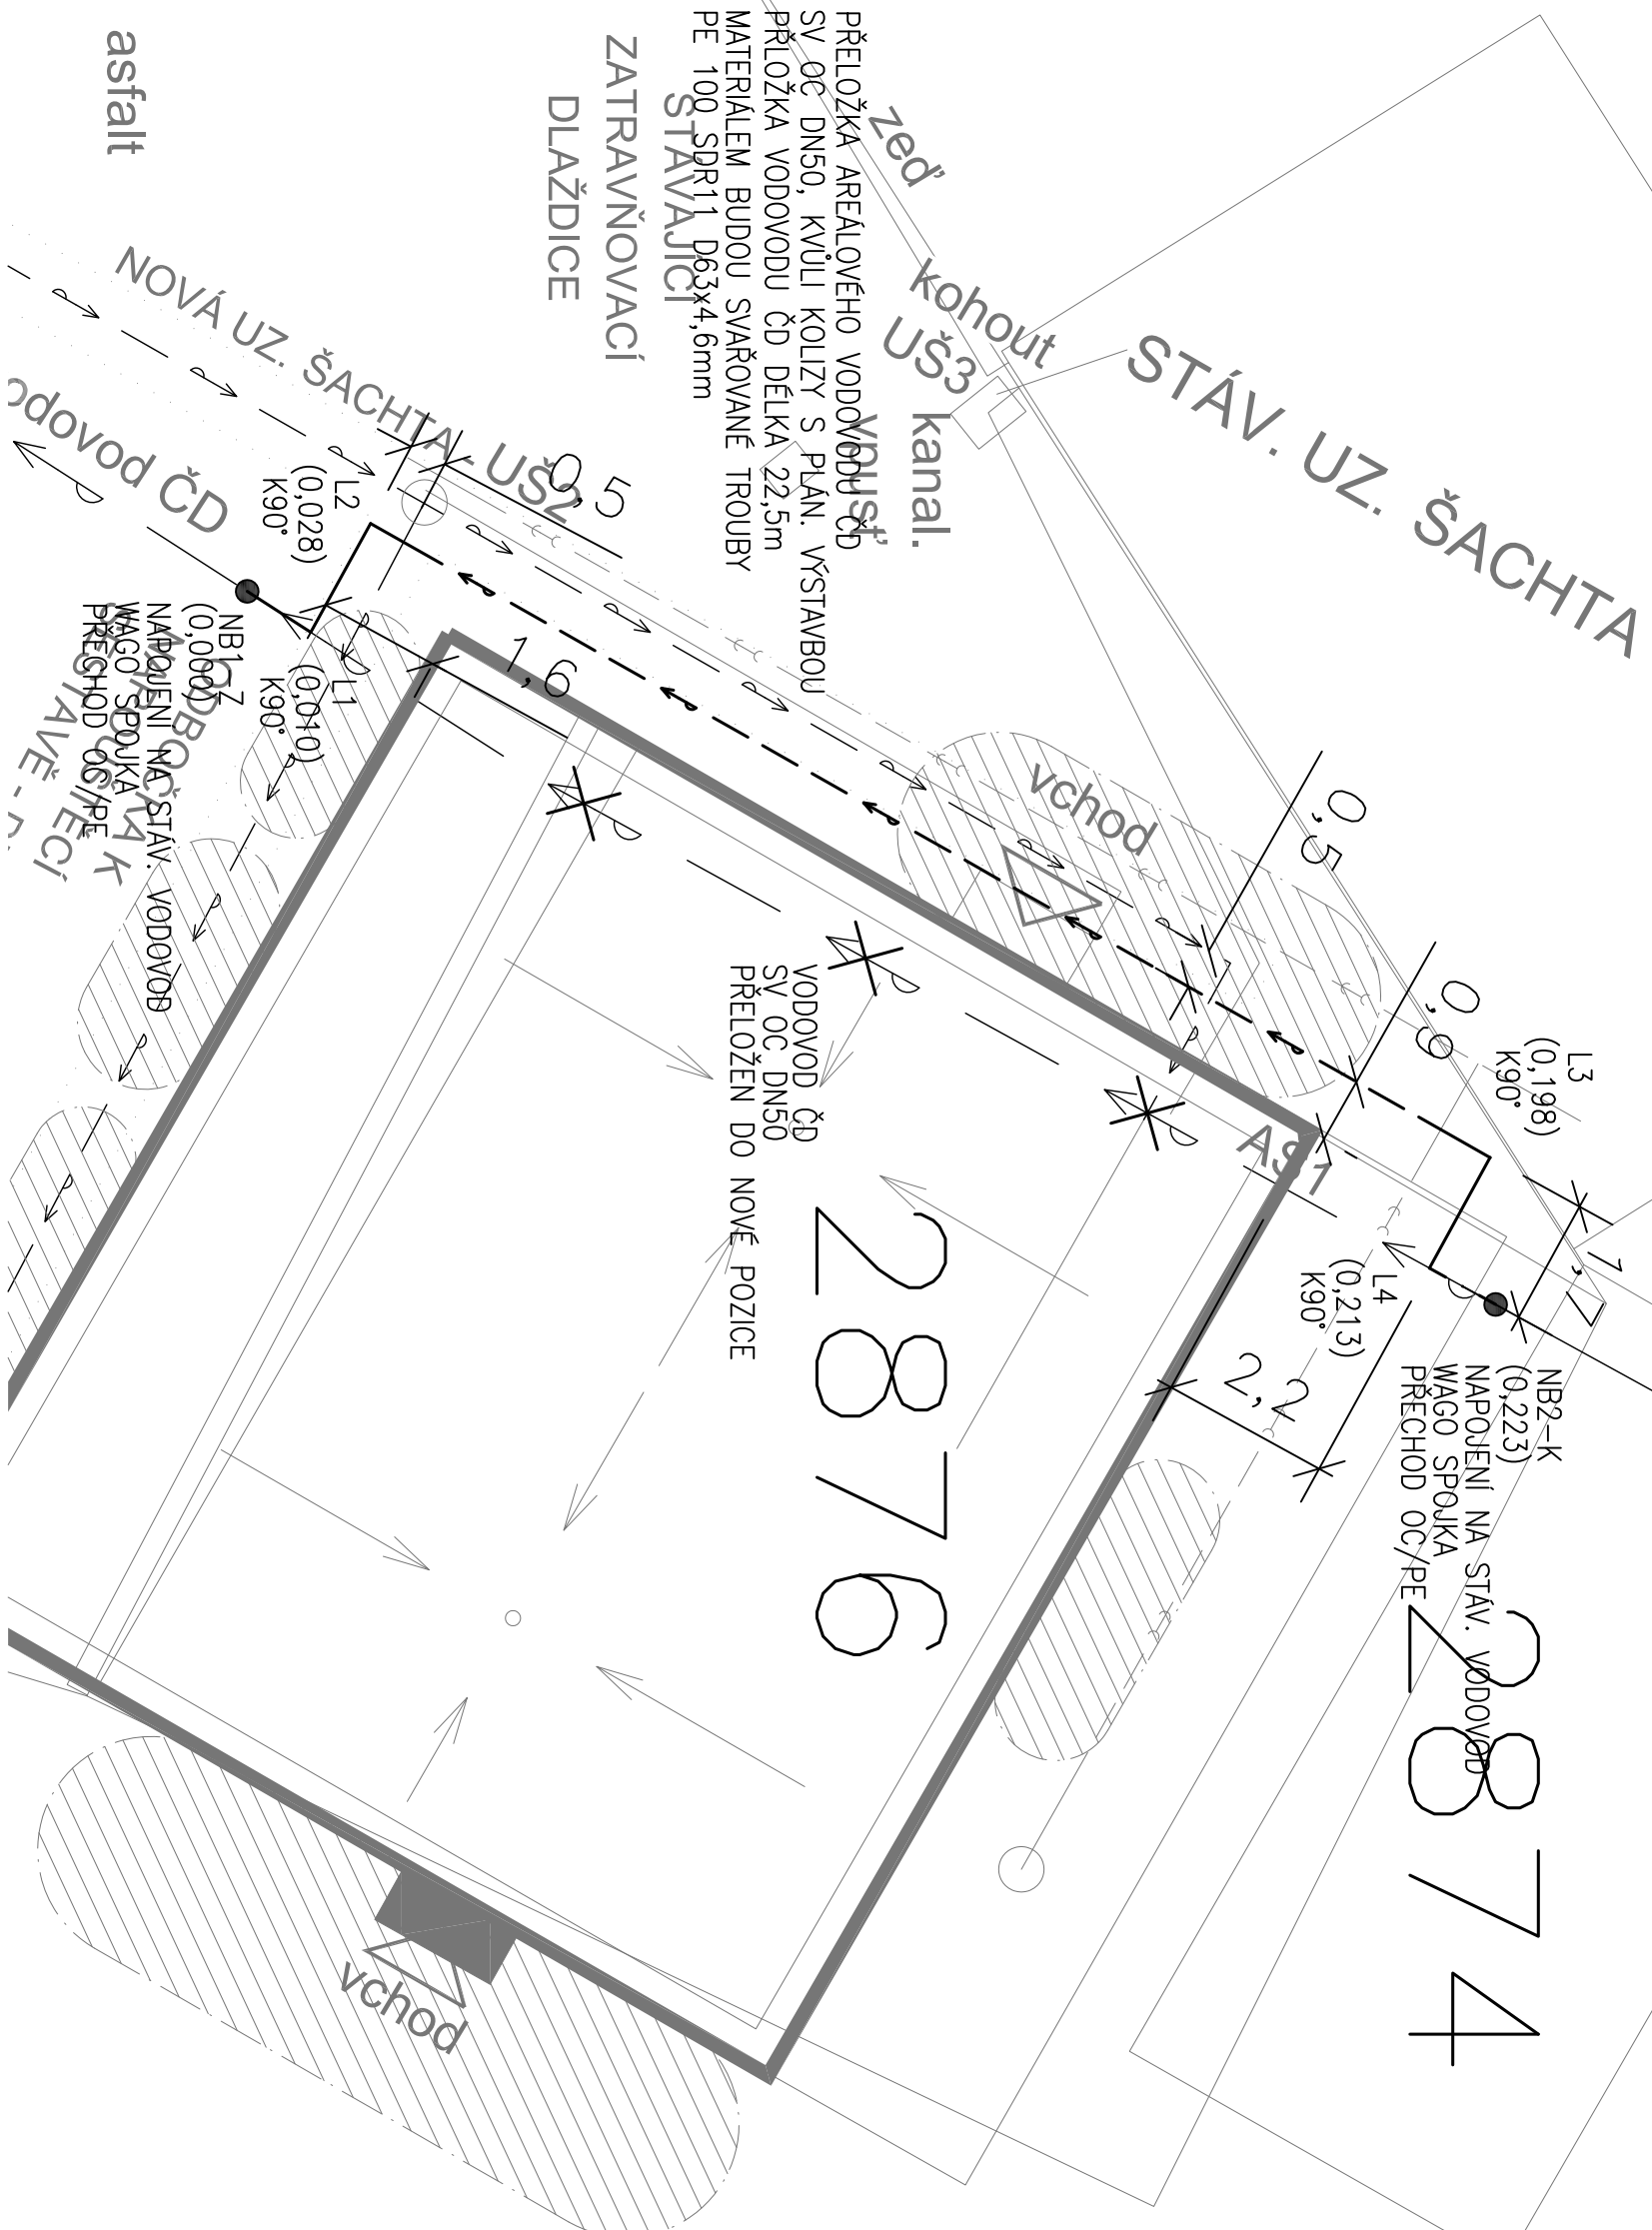 PŘELOŽKA AREÁLOVÉHO VODOVODU ČD
SV OC DN50, KVŮLI KOLIZY S PLÁN. VÝSTAVBOU
PŘLOŽKA VODOVODU ČD DÉLKA 22,5m
MATERIÁLEM BUDOU SVAŘOVANÉ TROUBY
PE 100 SDR11 D63x4,6mm
STÁVAJÍCÍ
ZATRAVŇOVACÍ
DLAŽDICE
asfalt
zeď
kohout
UŠ3
kanal.
vpusť
STÁV. UZ. ŠACHTA
NOVÁ UZ. ŠACHTA - UŠ2
odovod ČD
0,5
L2
(0,028)
K90°
L1
(0,010)
K90°
1,6
NB1-Z
(0,000)
NAPOJENÍ NA STÁV. VODOVOD
WAGO SPOJKA
PŘECHOD OC/PE
ODBOČKA K
vchod
0,5
0,9
L3
(0,198)
K90°
1,7
AŠ1
L4
(0,213)
K90°
2,2
NB2-K
(0,223)
NAPOJENÍ NA STÁV. VODOVOD
WAGO SPOJKA
PŘECHOD OC/PE
VODOVOD ČD
SV OC DN50
PŘELOŽEN DO NOVÉ POZICE
2876
2874
vchod